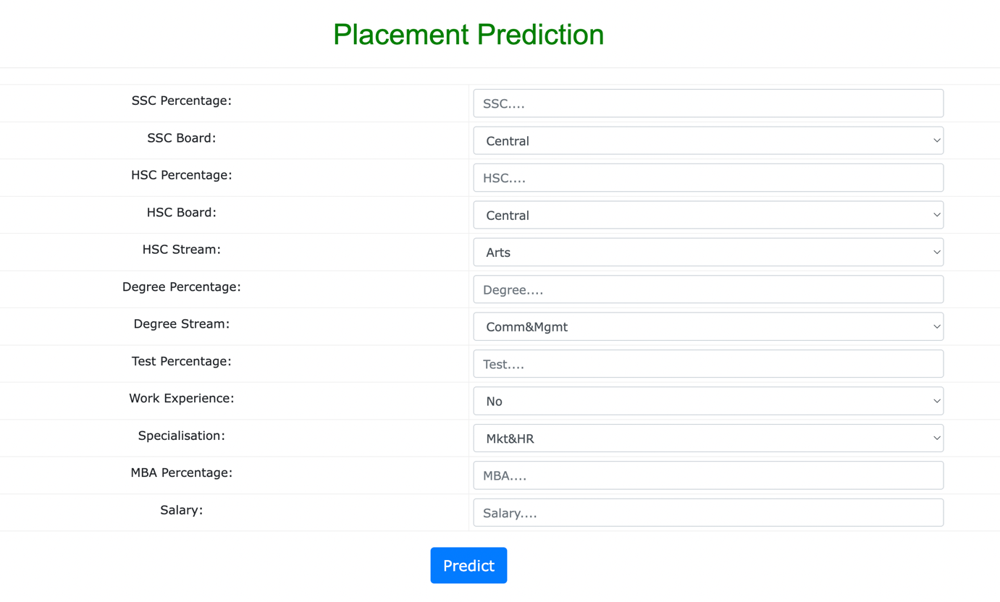 Placement Prediction
SSC Percentage: SSC....
SSC Board: Central
HSC Percentage: HSC....
HSC Board: Central
HSC Stream: Arts
Degree Percentage: Degree....
Degree Stream: Comm&Mgmt
Test Percentage: Test....
Work Experience: No
Specialisation: Mkt&HR
MBA Percentage: MBA....
Salary: Salary....
Predict